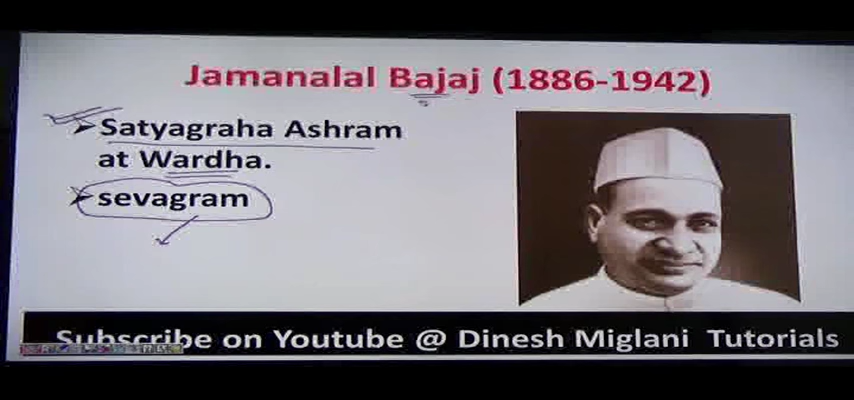 Jamanalal Bajaj (1886-1942)
➢Satyagraha Ashram
at Wardha.
➢sevagram
Subscribe on Youtube @ Dinesh Miglani Tutorials